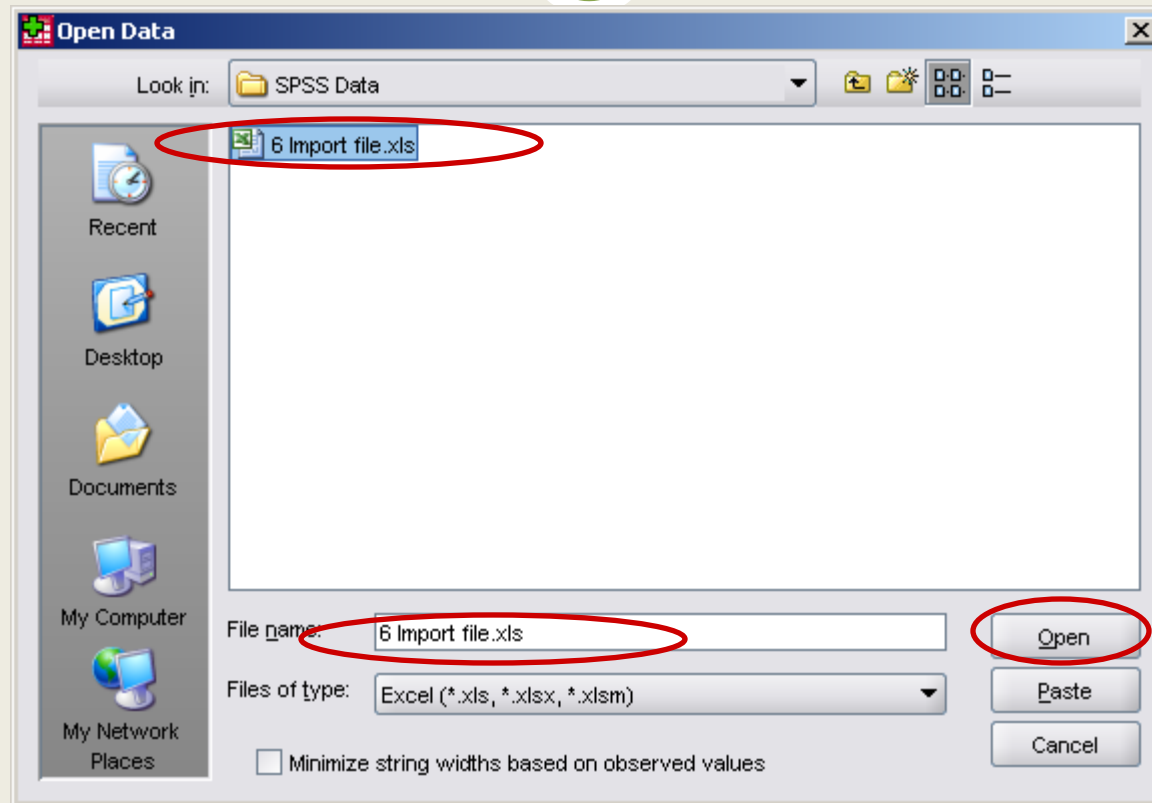 Open Data
Look in: SPSS Data
6 Import file.xls
Recent
Desktop
Documents
My Computer
My Network
Places
File name: 6 Import file.xls
Open
Files of type: Excel (*.xls, *.xlsx, *.xlsm)
Paste
Minimize string widths based on observed values
Cancel